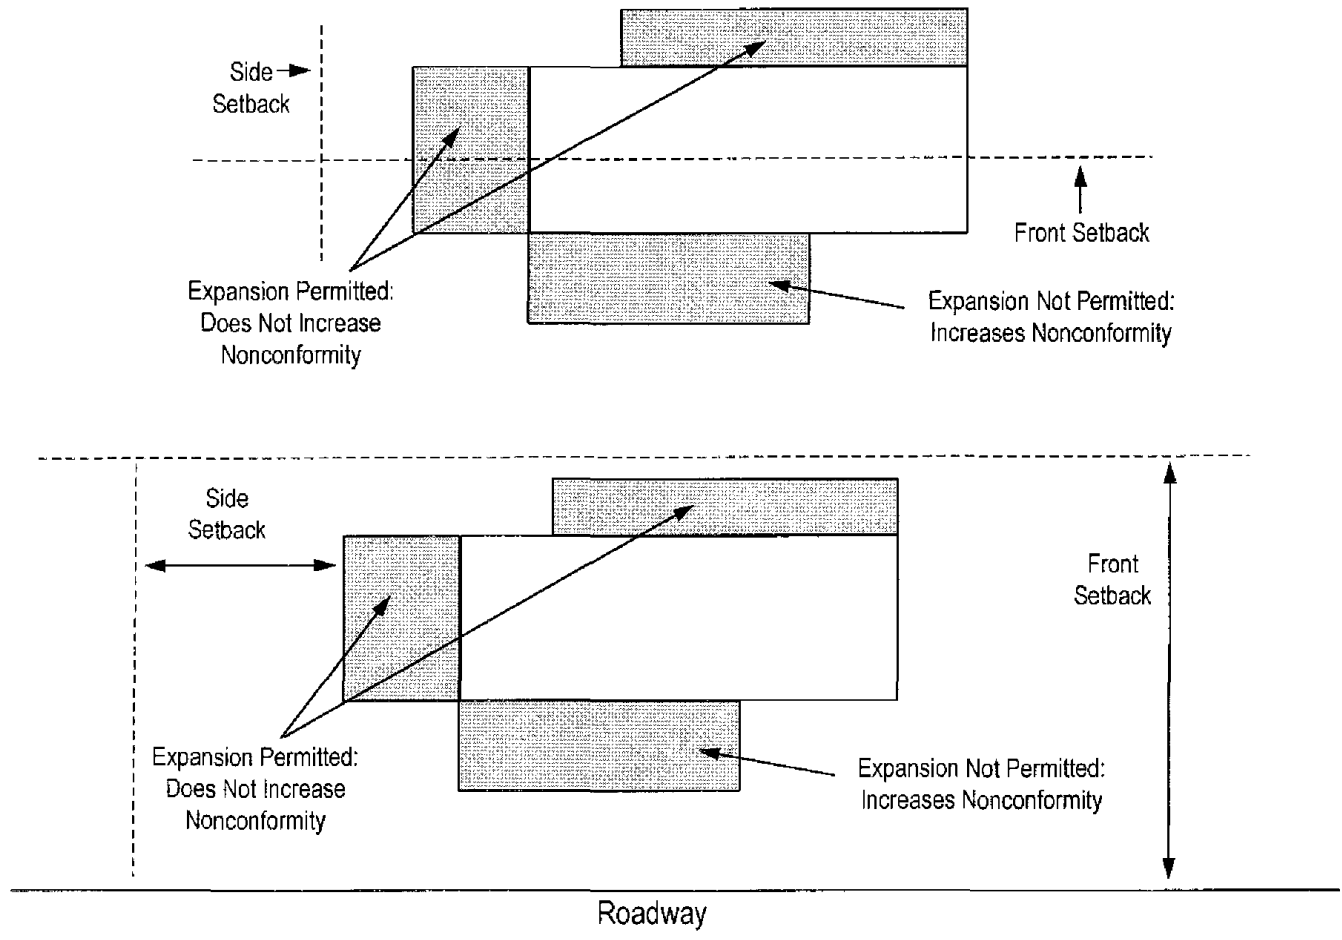 Side
Setback
Front Setback
Expansion Permitted:
Does Not Increase
Nonconformity
Expansion Not Permitted:
Increases Nonconformity
Side
Setback
Front
Setback
Expansion Permitted:
Does Not Increase
Nonconformity
Expansion Not Permitted:
Increases Nonconformity
Roadway